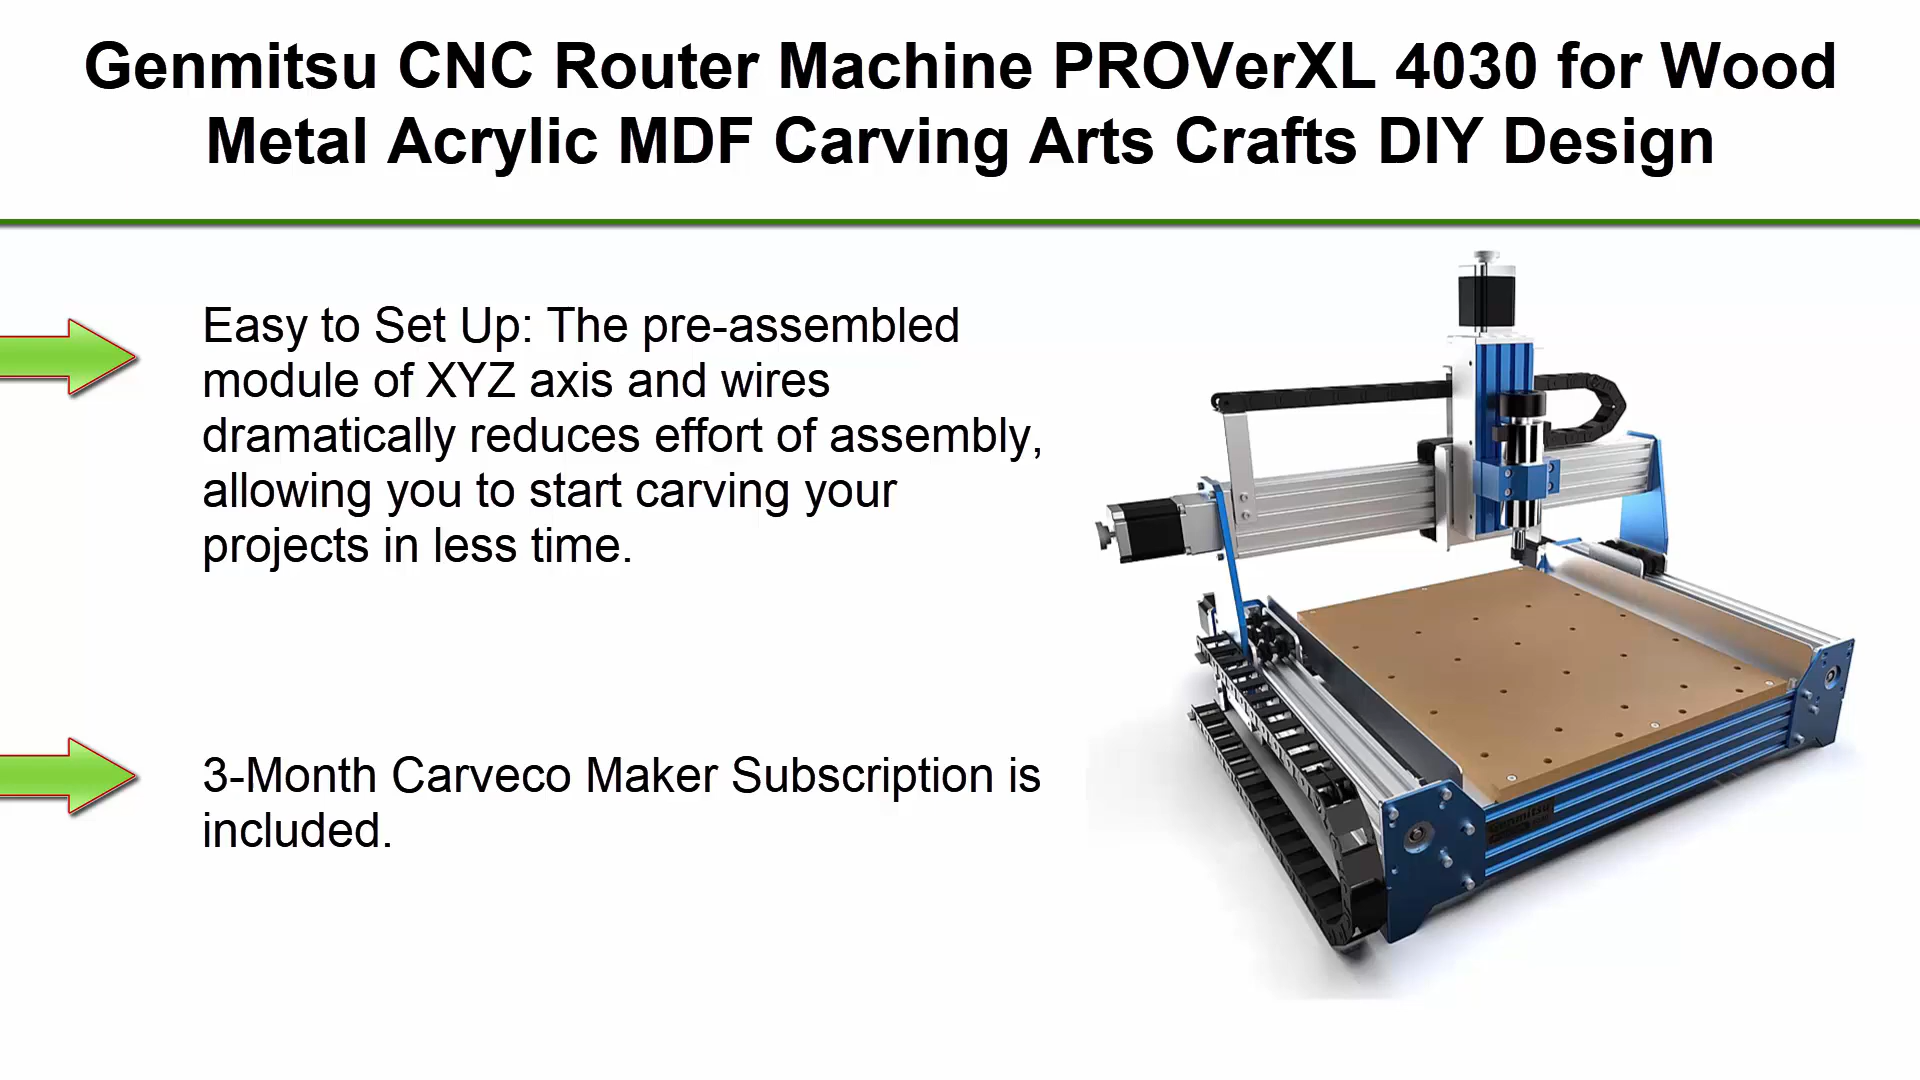 Genmitsu CNC Router Machine PROVerXL 4030 for Wood
Metal Acrylic MDF Carving Arts Crafts DIY Design
Easy to Set Up: The pre-assembled
module of XYZ axis and wires
dramatically reduces effort of assembly,
allowing you to start carving your
projects in less time.
3-Month Carveco Maker Subscription is
included.
Genmitsu